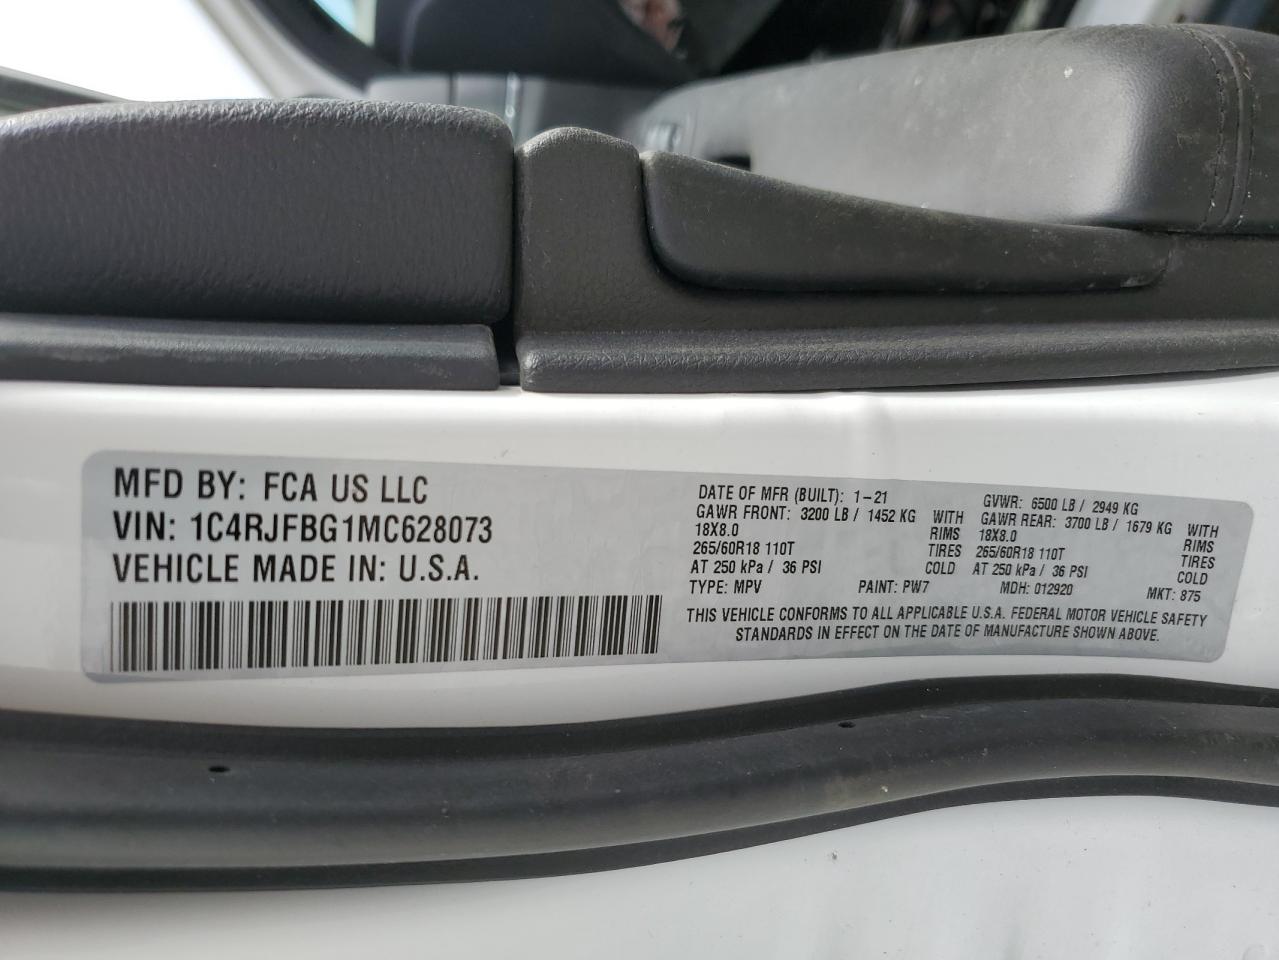 MFD BY: FCA US LLC
VIN: 1C4RJFBG1MC628073
VEHICLE MADE IN: U.S.A.
DATE OF MFR (BUILT): 1-21
GAWR FRONT: 3200 LB / 1452 KG WITH
18X8.0 RIMS
265/60R18 110T TIRES
AT 250 kPa / 36 PSI COLD
TYPE: MPV PAINT: PW7
GVWR: 6500 LB / 2949 KG
GAWR REAR: 3700 LB / 1679 KG WITH
18X8.0 RIMS
265/60R18 110T TIRES
AT 250 kPa / 36 PSI COLD
MDH: 012920 MKT: 875
THIS VEHICLE CONFORMS TO ALL APPLICABLE U.S.A. FEDERAL MOTOR VEHICLE SAFETY
STANDARDS IN EFFECT ON THE DATE OF MANUFACTURE SHOWN ABOVE.